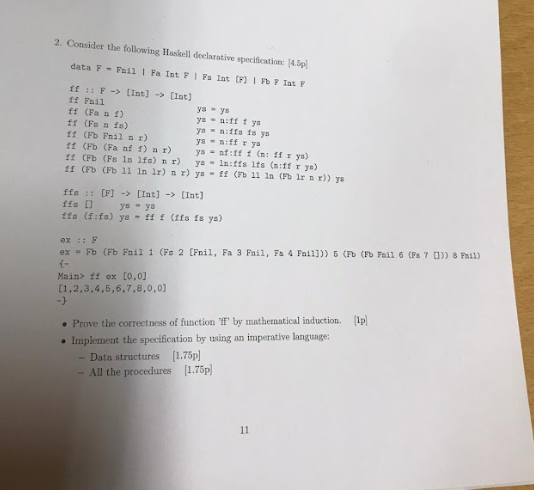 2. Consider the following Haskell declarative specification: [4.5p]
data F = Fnil | Fa Int F | Fs Int [F] | Fb F Int F
ff :: F -> [Int] -> [Int]
ff Fnil ys = ys
ff (Fa n f) ys = n:ff f ys
ff (Fs n fs) ys = n:ffs fs ys
ff (Fb Fnil n r) ys = n:ff r ys
ff (Fb (Fa nf f) n r) ys = nf:ff f (n: ff r ys)
ff (Fb (Fs ln lfs) n r) ys = ln:ffs lfs (n:ff r ys)
ff (Fb (Fb ll ln lr) n r) ys = ff (Fb ll ln (Fb lr n r)) ys
ffs :: [F] -> [Int] -> [Int]
ffs [] ys = ys
ffs (f:fs) ys = ff f (ffs fs ys)
ex :: F
ex = Fb (Fb Fnil 1 (Fs 2 [Fnil, Fa 3 Fnil, Fa 4 Fnil])) 5 (Fb (Fb Fnil 6 (Fs 7 [])) 8 Fnil)
{-
Main> ff ex [0,0]
[1,2,3,4,5,6,7,8,0,0]
-}
• Prove the correctness of function 'ff' by mathematical induction. [1p]
• Implement the specification by using an imperative language:
– Data structures [1.75p]
– All the procedures [1.75p]
11